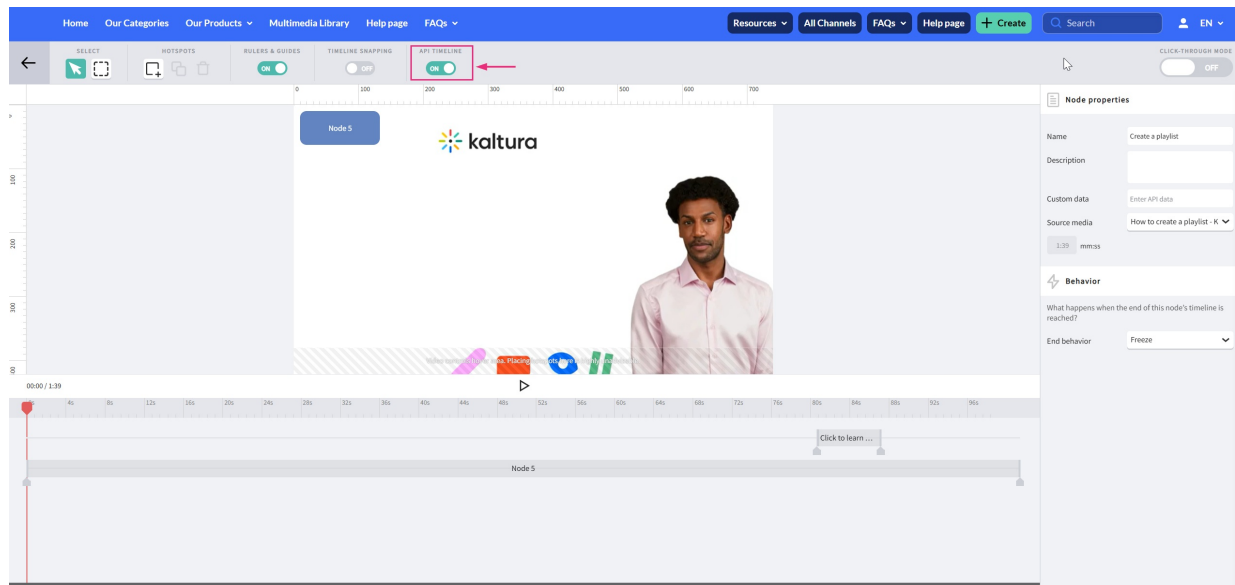 Home Our Categories Our Products Multimedia Library Help page FAQs Resources All Channels FAQs Help page + Create Search EN
SELECT HOTSPOTS RULERS & GUIDES TIMELINE SNAPPING API TIMELINE CLICK-THROUGH MODE
ON OFF ON OFF
0 100 200 300 400 500 600 700
Node properties
Node 5
kaltura
Name Create a playlist
Description
100
Custom data Enter API data
Source media How to create a playlist - K
200
1:39 mm:ss
Behavior
300
What happens when the end of this node's timeline is
reached?
End behavior Freeze
00:00 / 1:39
4s 8s 12s 16s 20s 24s 28s 32s 36s 40s 44s 48s 52s 56s 60s 64s 68s 72s 76s 80s 84s 88s 92s 96s
Click to learn ...
Node 5